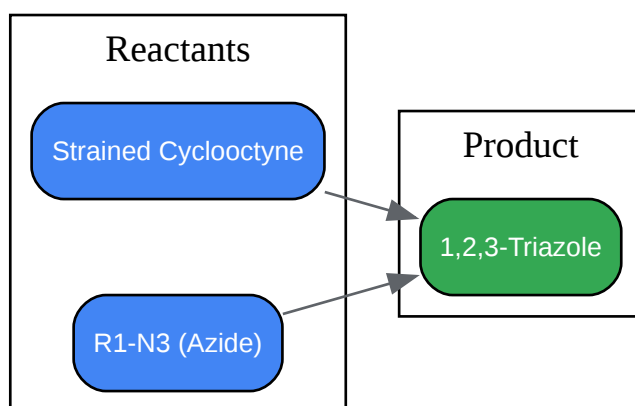 Reactants
Strained Cyclooctyne
R1-N3 (Azide)
Product
1,2,3-Triazole